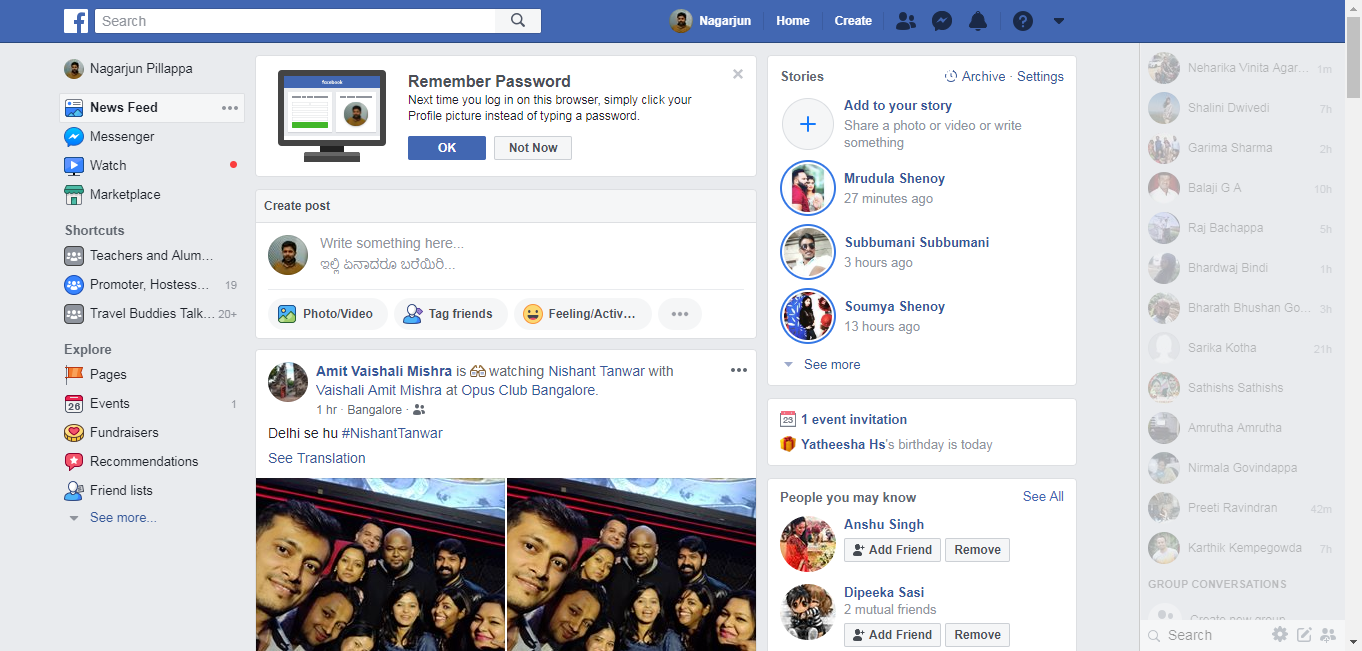 Search
Nagarjun
Home
Create
Nagarjun Pillappa
News Feed
Messenger
Watch
Marketplace
Shortcuts
Teachers and Alum...
Promoter, Hostess... 19
Travel Buddies Talk... 20+
Explore
Pages
Events 1
Fundraisers
Recommendations
Friend lists
See more...
facebook
Remember Password
Next time you log in on this browser, simply click your
Profile picture instead of typing a password.
OK
Not Now
Create post
Write something here...
ಇಲ್ಲಿ ಏನಾದರೂ ಬರೆಯಿರಿ...
Photo/Video
Tag friends
Feeling/Activ...
Amit Vaishali Mishra is watching Nishant Tanwar with
Vaishali Amit Mishra at Opus Club Bangalore.
1 hr · Bangalore ·
Delhi se hu #NishantTanwar
See Translation
Stories
Archive · Settings
Add to your story
Share a photo or video or write
something
Mrudula Shenoy
27 minutes ago
Subbumani Subbumani
3 hours ago
Soumya Shenoy
13 hours ago
See more
23 1 event invitation
Yatheesha Hs's birthday is today
People you may know
See All
Anshu Singh
Add Friend
Remove
Dipeeka Sasi
2 mutual friends
Add Friend
Remove
Neharika Vinita Agar... 1m
Shalini Dwivedi 7h
Garima Sharma 2h
Balaji G A 10h
Raj Bachappa 5h
Bhardwaj Bindi 1h
Bharath Bhushan Go... 3h
Sarika Kotha 21h
Sathishs Sathishs
Amrutha Amrutha
Nirmala Govindappa
Preeti Ravindran 42m
Karthik Kempegowda 7h
GROUP CONVERSATIONS
Create new group
Search